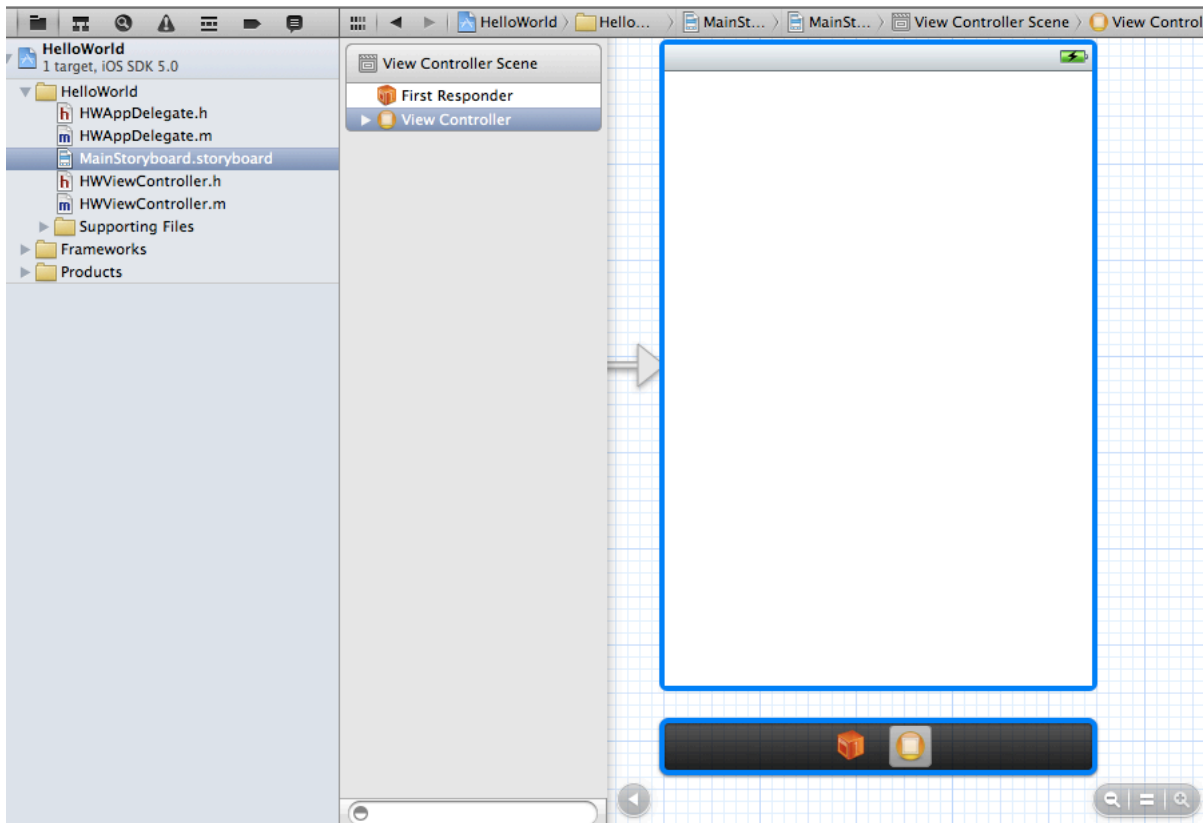 HelloWorld > Hello... > MainSt... > MainSt... > View Controller Scene > View Control
HelloWorld
1 target, iOS SDK 5.0
HelloWorld
h HWAppDelegate.h
m HWAppDelegate.m
MainStoryboard.storyboard
h HWViewController.h
m HWViewController.m
Supporting Files
Frameworks
Products
View Controller Scene
First Responder
View Controller